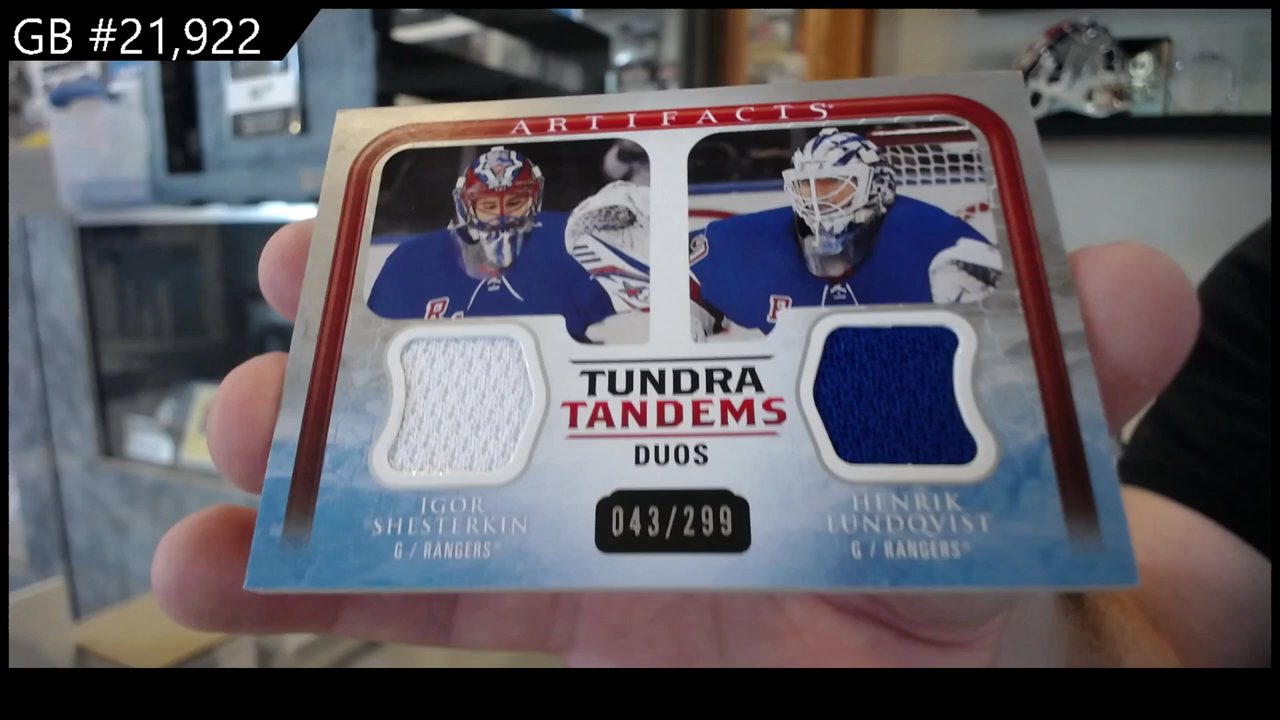 GB #21,922
ARTIFACTS
TUNDRA
TANDEMS
DUOS
043/299
IGOR
SHESTERKIN
G / RANGERS
HENRIK
LUNDQVIST
G / RANGERS